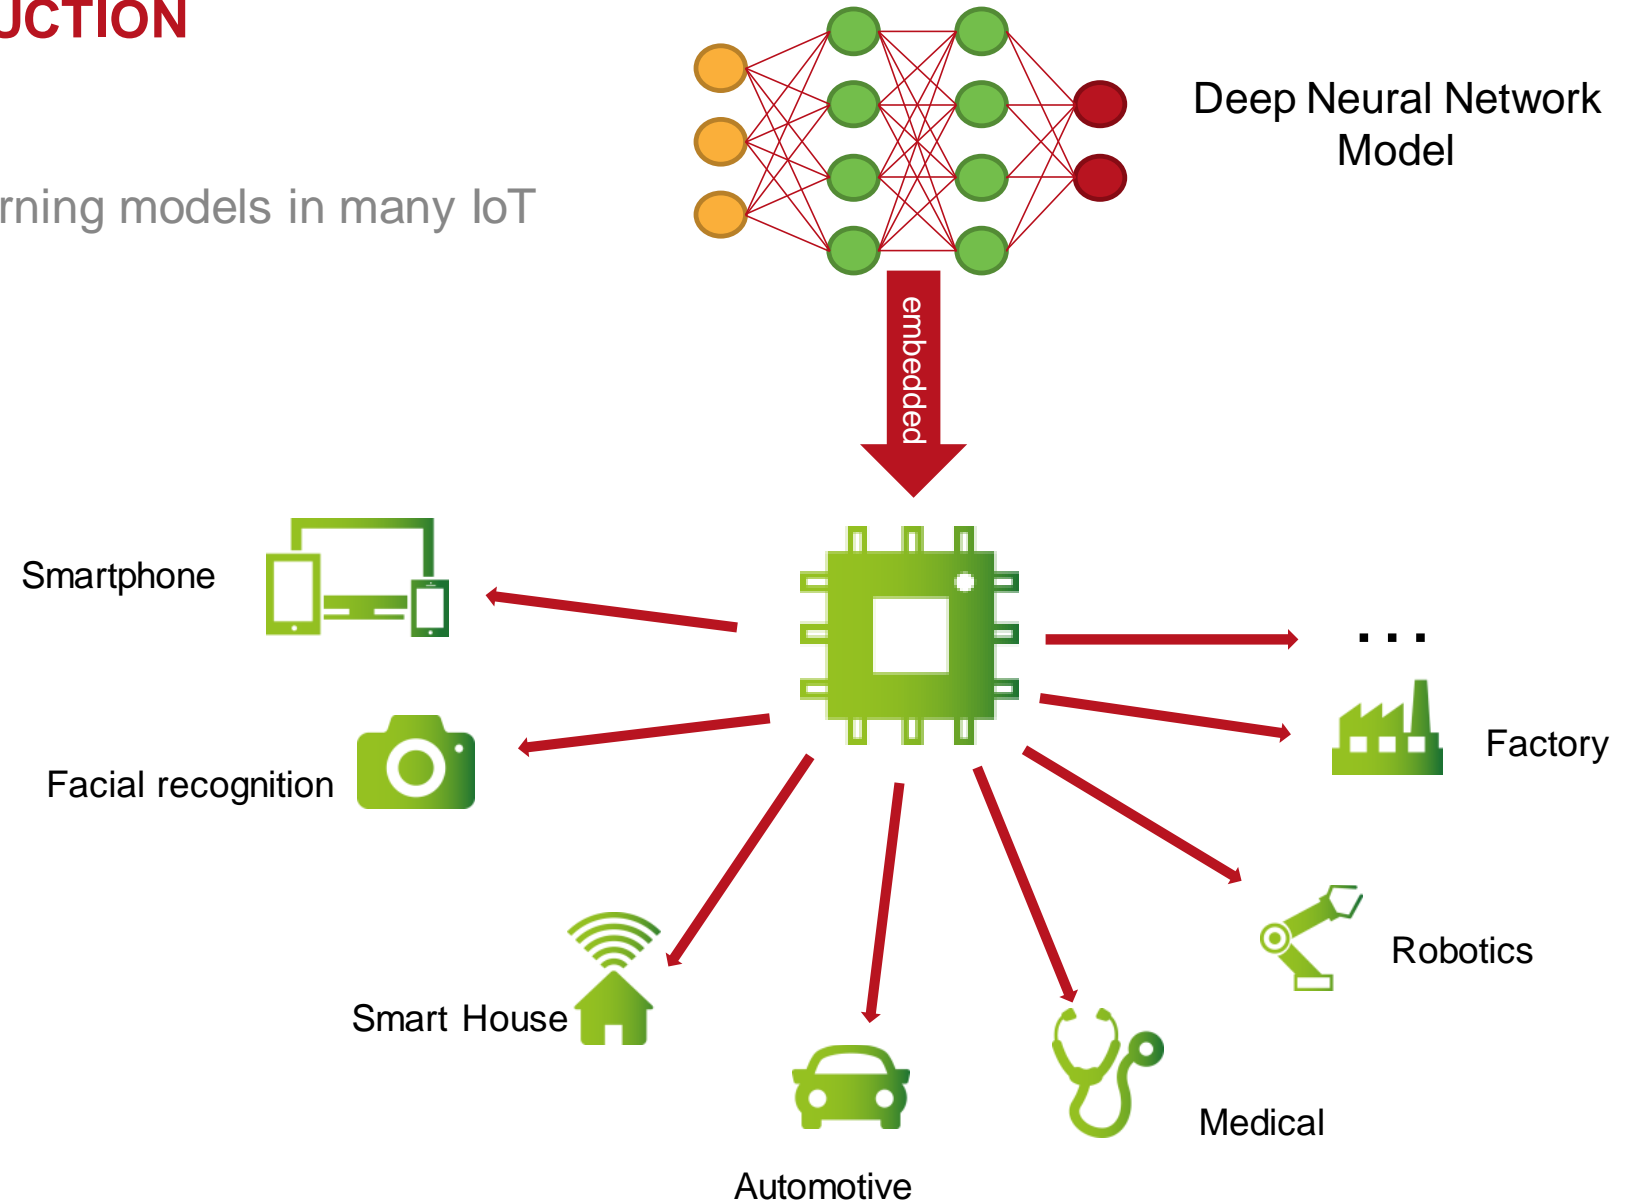 UCTION
Deep Neural Network
Model
rning models in many IoT
embedded
Smartphone
...
Factory
Facial recognition
Robotics
Smart House
Medical
Automotive